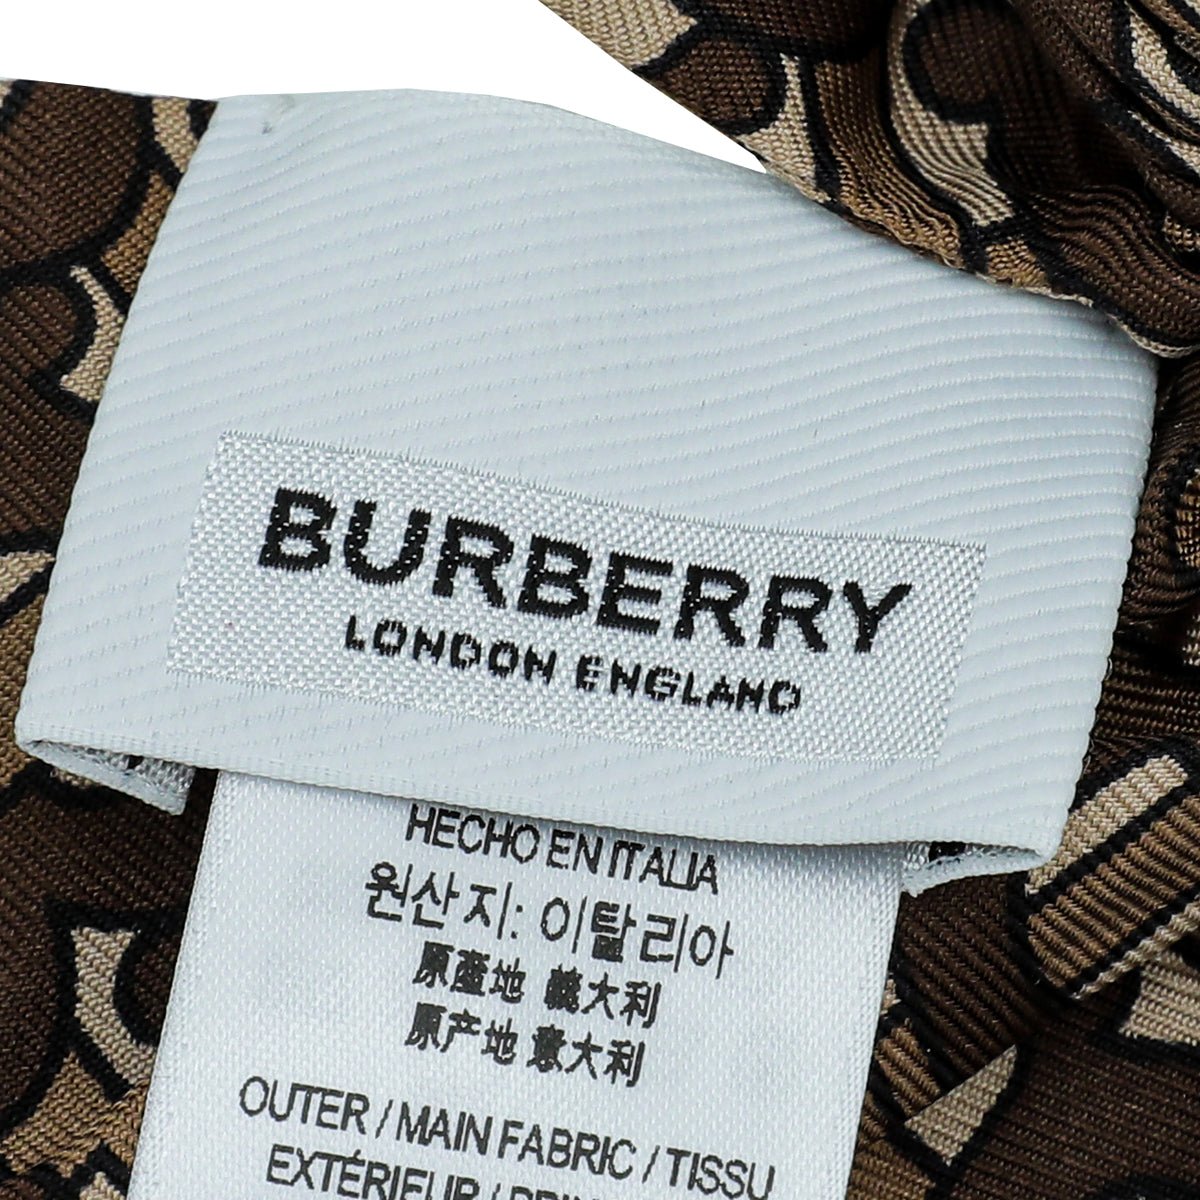 BURBERRY
LONDON ENGLAND
HECHO EN ITALIA
원산지: 이탈리아
原產地 義大利
原产地 意大利
OUTER / MAIN FABRIC / TISSU
EXTÉRIEUR